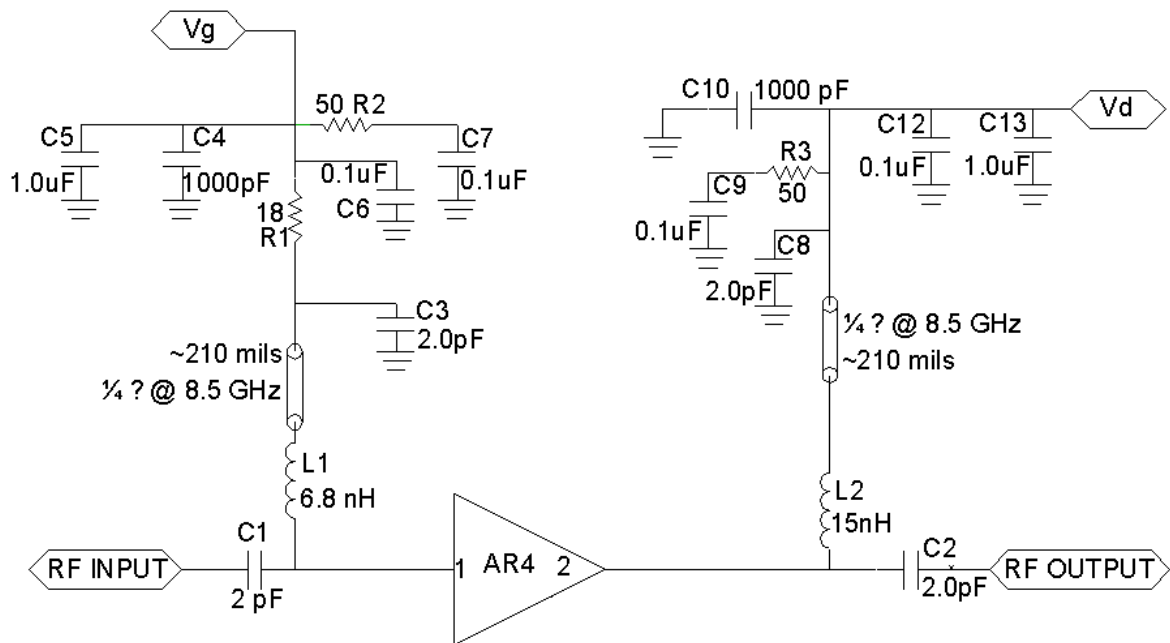 Vg
50 R2
C5
C4
C7
1.0uF
1000pF
0.1uF
0.1uF
C6
18
R1
C3
2.0pF
~210 mils
¼ ? @ 8.5 GHz
L1
6.8 nH
C1
RF INPUT
2 pF
1
AR4
2
C10
1000 pF
Vd
C12
C13
0.1uF
1.0uF
R3
50
C9
0.1uF
C8
2.0pF
¼ ? @ 8.5 GHz
~210 mils
L2
15nH
C2
2.0pF
RF OUTPUT